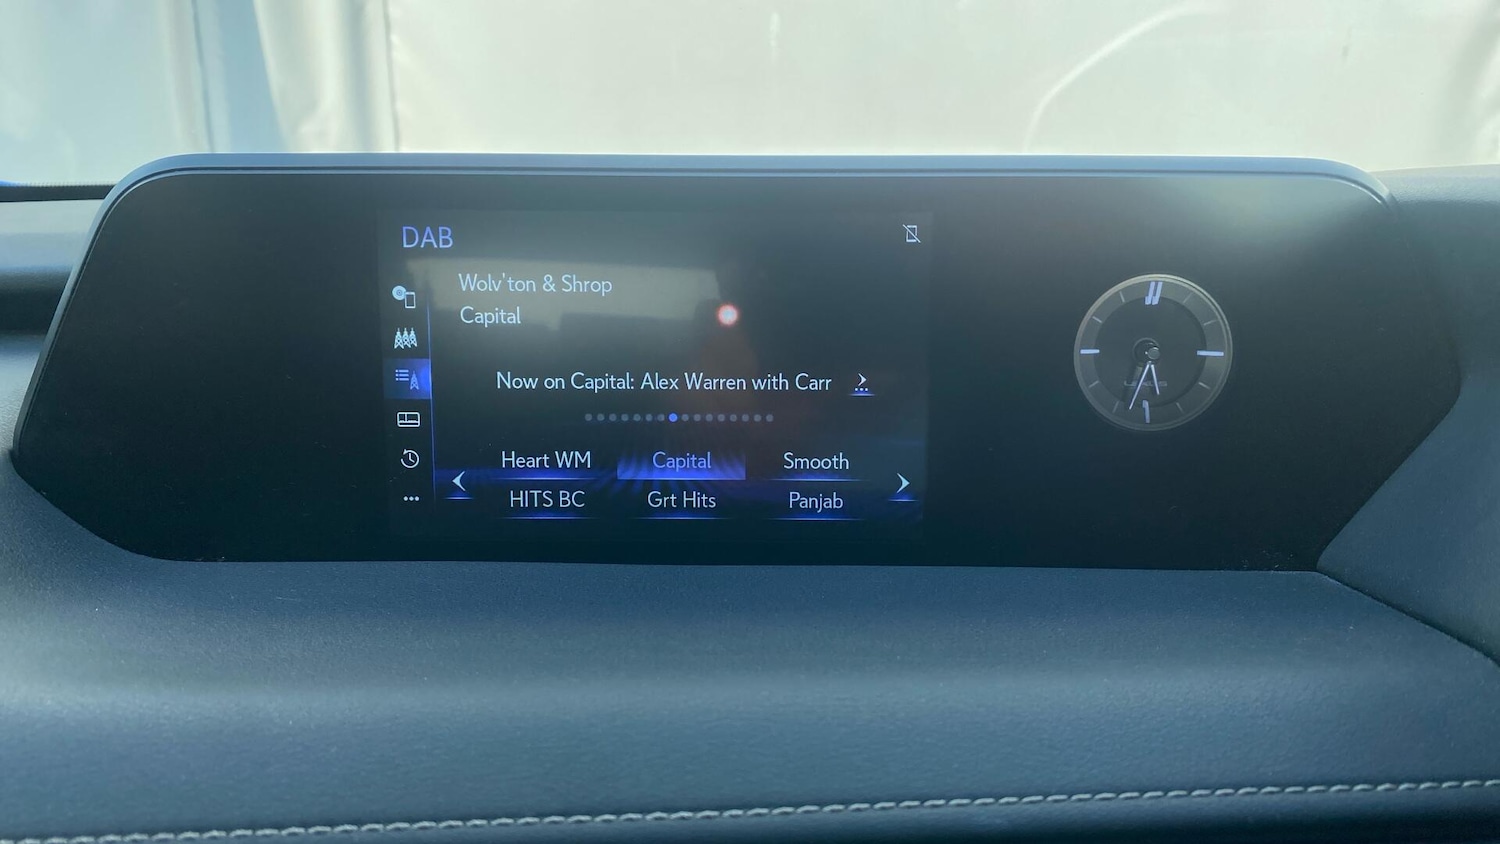 DAB
Wolv'ton & Shrop
Capital
Now on Capital: Alex Warren with Carr
Heart WM
Capital
Smooth
HITS BC
Grt Hits
Panjab
LEXUS